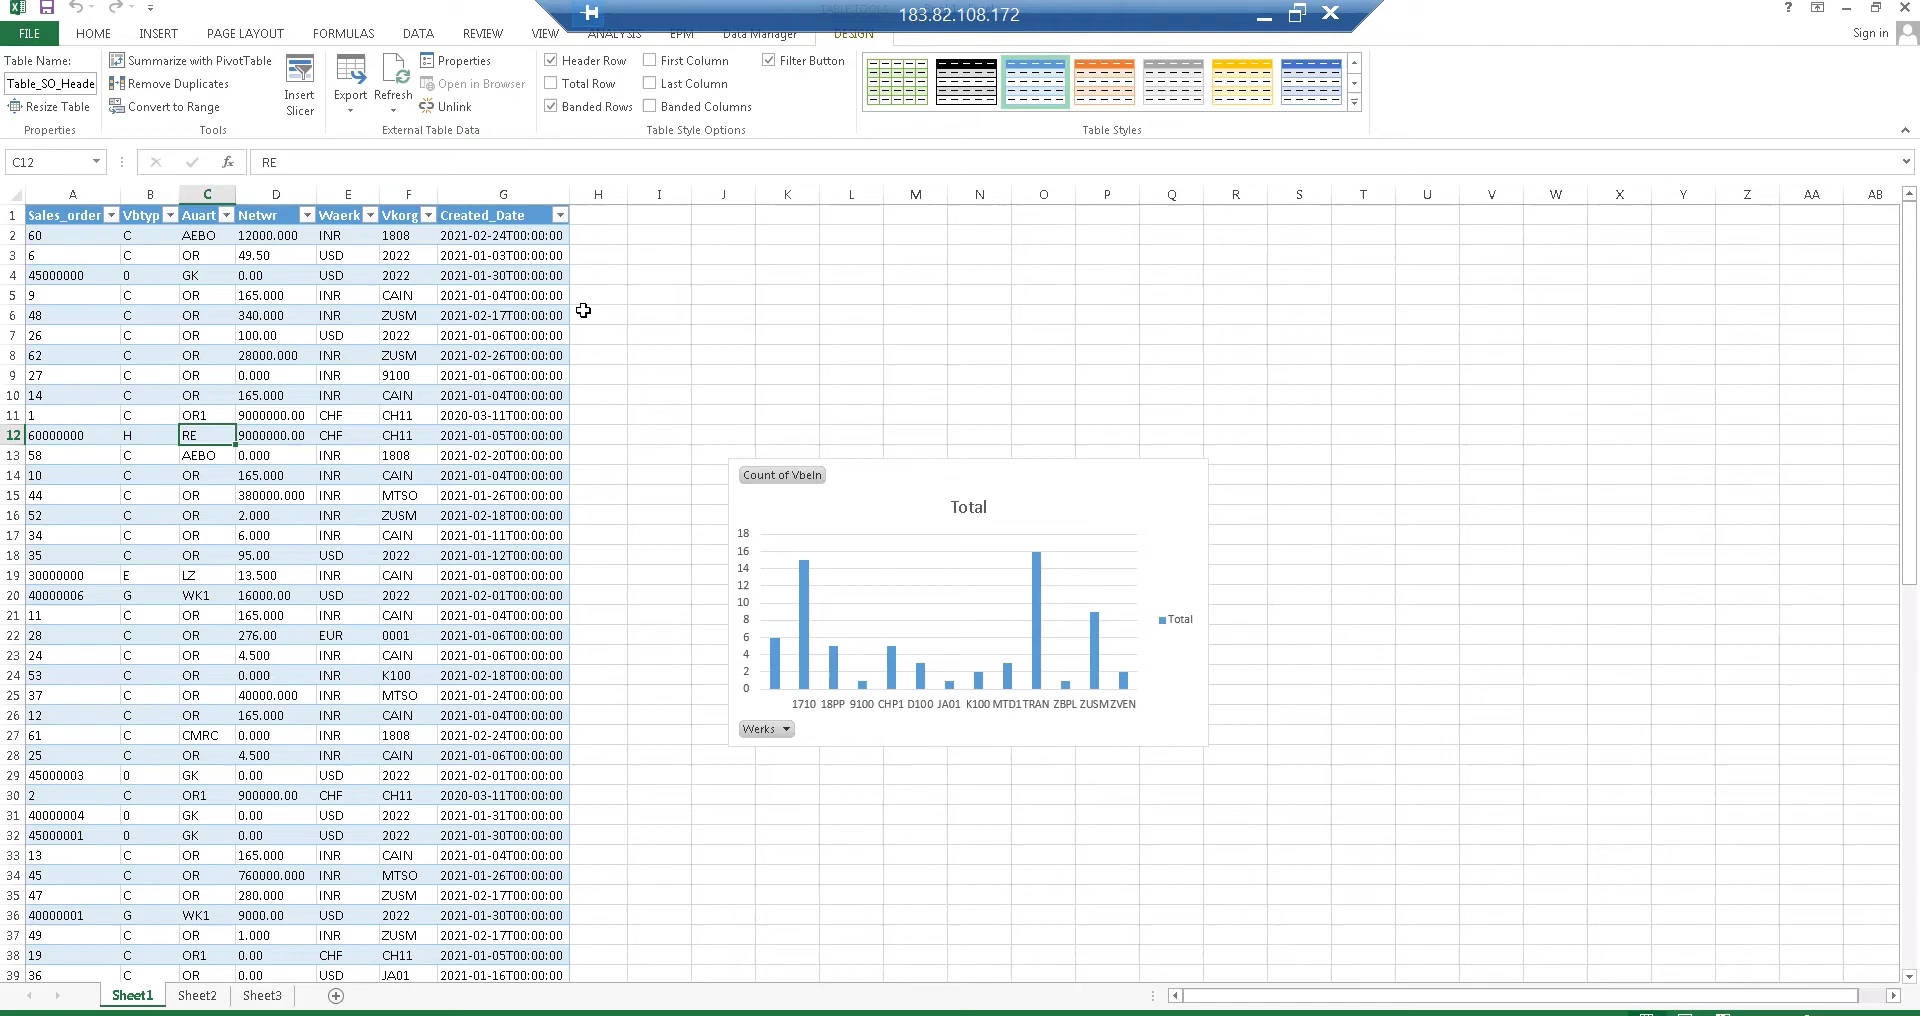 183.82.108.172
Sign in
FILE HOME INSERT PAGE LAYOUT FORMULAS DATA REVIEW VIEW ANALYSIS EPM Data Manager DESIGN
Table Name:
Table_SO_Heade
Resize Table
Properties
Summarize with PivotTable
Remove Duplicates
Convert to Range
Insert Slicer
Tools
Export Refresh
Properties
Open in Browser
Unlink
External Table Data
Header Row First Column Filter Button
Total Row Last Column
Banded Rows Banded Columns
Table Style Options
Table Styles
C12 fx RE
A B C D E F G H I J K L M N O P Q R S T U V W X Y Z AA AB
1 Sales_order Vbtyp Auart Netwr Waerk Vkorg Created_Date
2 60 C AEBO 12000.000 INR 1808 2021-02-24T00:00:00
3 6 C OR 49.50 USD 2022 2021-01-03T00:00:00
4 45000000 0 GK 0.00 USD 2022 2021-01-30T00:00:00
5 9 C OR 165.000 INR CAIN 2021-01-04T00:00:00
6 48 C OR 340.000 INR ZUSM 2021-02-17T00:00:00
7 26 C OR 100.00 USD 2022 2021-01-06T00:00:00
8 62 C OR 28000.000 INR ZUSM 2021-02-26T00:00:00
9 27 C OR 0.000 INR 9100 2021-01-06T00:00:00
10 14 C OR 165.000 INR CAIN 2021-01-04T00:00:00
11 1 C OR1 9000000.00 CHF CH11 2020-03-11T00:00:00
12 60000000 H RE 9000000.00 CHF CH11 2021-01-05T00:00:00
13 58 C AEBO 0.000 INR 1808 2021-02-20T00:00:00
14 10 C OR 165.000 INR CAIN 2021-01-04T00:00:00
15 44 C OR 380000.000 INR MTSO 2021-01-26T00:00:00
16 52 C OR 2.000 INR ZUSM 2021-02-18T00:00:00
17 34 C OR 6.000 INR CAIN 2021-01-11T00:00:00
18 35 C OR 95.00 USD 2022 2021-01-12T00:00:00
19 30000000 E LZ 13.500 INR CAIN 2021-01-08T00:00:00
20 40000006 G WK1 16000.00 USD 2022 2021-02-01T00:00:00
21 11 C OR 165.000 INR CAIN 2021-01-04T00:00:00
22 28 C OR 276.00 EUR 0001 2021-01-06T00:00:00
23 24 C OR 4.500 INR CAIN 2021-01-06T00:00:00
24 53 C OR 0.000 INR K100 2021-02-18T00:00:00
25 37 C OR 40000.000 INR MTSO 2021-01-24T00:00:00
26 12 C OR 165.000 INR CAIN 2021-01-04T00:00:00
27 61 C CMRC 0.000 INR 1808 2021-02-24T00:00:00
28 25 C OR 4.500 INR CAIN 2021-01-06T00:00:00
29 45000003 0 GK 0.00 USD 2022 2021-02-01T00:00:00
30 2 C OR1 900000.00 CHF CH11 2020-03-11T00:00:00
31 40000004 0 GK 0.00 USD 2022 2021-01-31T00:00:00
32 45000001 0 GK 0.00 USD 2022 2021-01-30T00:00:00
33 13 C OR 165.000 INR CAIN 2021-01-04T00:00:00
34 45 C OR 760000.000 INR MTSO 2021-01-26T00:00:00
35 47 C OR 280.000 INR ZUSM 2021-02-17T00:00:00
36 40000001 G WK1 9000.00 USD 2022 2021-01-30T00:00:00
37 49 C OR 1.000 INR ZUSM 2021-02-17T00:00:00
38 19 C OR1 0.00 CHF CH11 2021-01-05T00:00:00
39 36 C OR 0.00 USD JA01 2021-01-16T00:00:00
Count of Vbeln
Total
18
16
14
12
10
8
6
4
2
0
Total
1710 18PP 9100 CHP1 D100 JA01 K100 MTD1 TRAN ZBPL ZUSM ZVEN
Werks
Sheet1 Sheet2 Sheet3